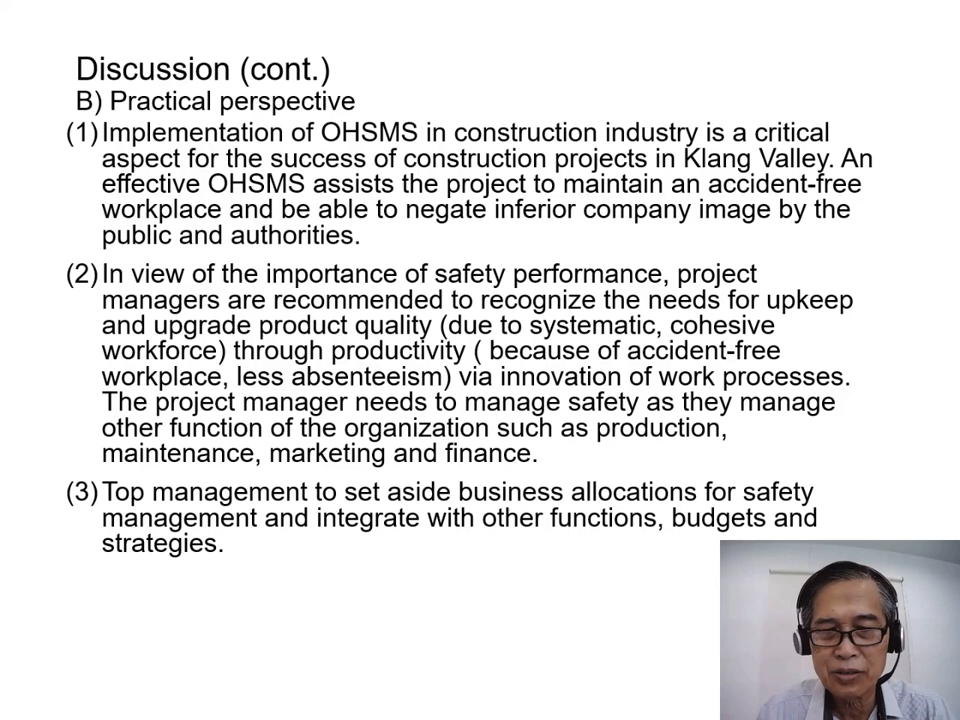 Discussion (cont.)
B) Practical perspective
(1) Implementation of OHSMS in construction industry is a critical
aspect for the success of construction projects in Klang Valley. An
effective OHSMS assists the project to maintain an accident-free
workplace and be able to negate inferior company image by the
public and authorities.
(2) In view of the importance of safety performance, project
managers are recommended to recognize the needs for upkeep
and upgrade product quality (due to systematic, cohesive
workforce) through productivity ( because of accident-free
workplace, less absenteeism) via innovation of work processes.
The project manager needs to manage safety as they manage
other function of the organization such as production,
maintenance, marketing and finance.
(3) Top management to set aside business allocations for safety
management and integrate with other functions, budgets and
strategies.